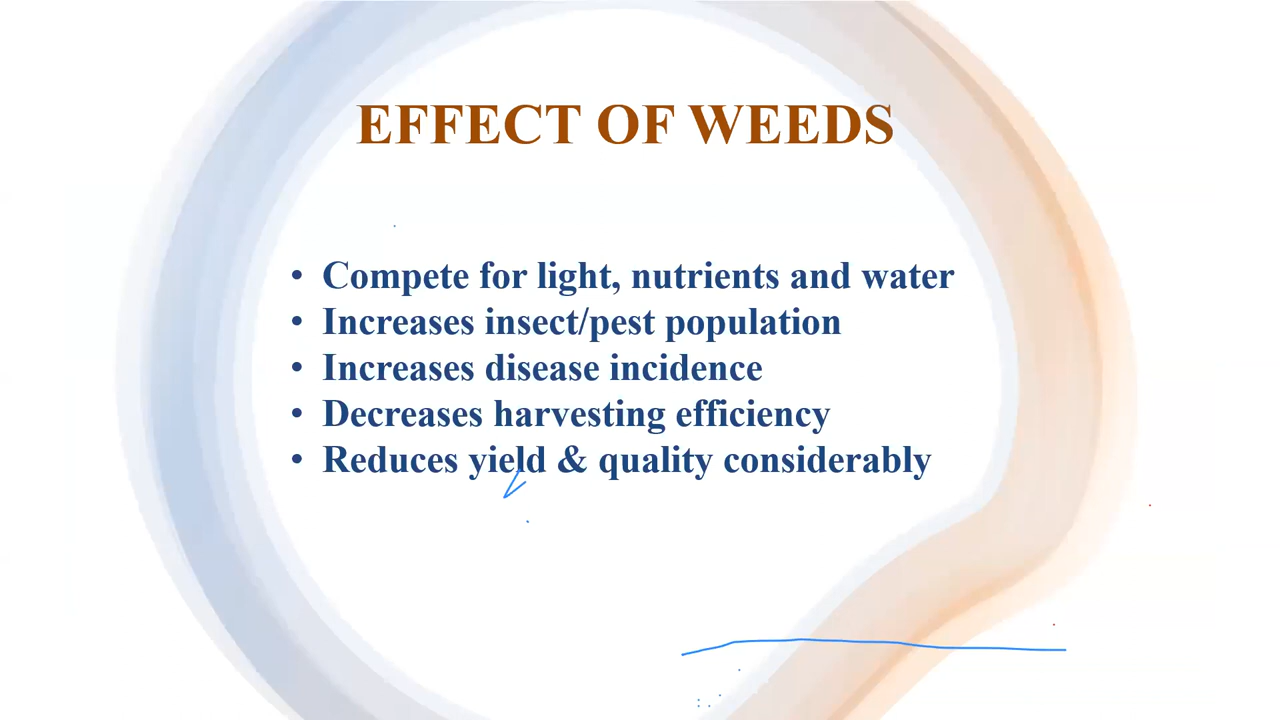 EFFECT OF WEEDS
• Compete for light, nutrients and water
• Increases insect/pest population
• Increases disease incidence
• Decreases harvesting efficiency
• Reduces yield & quality considerably